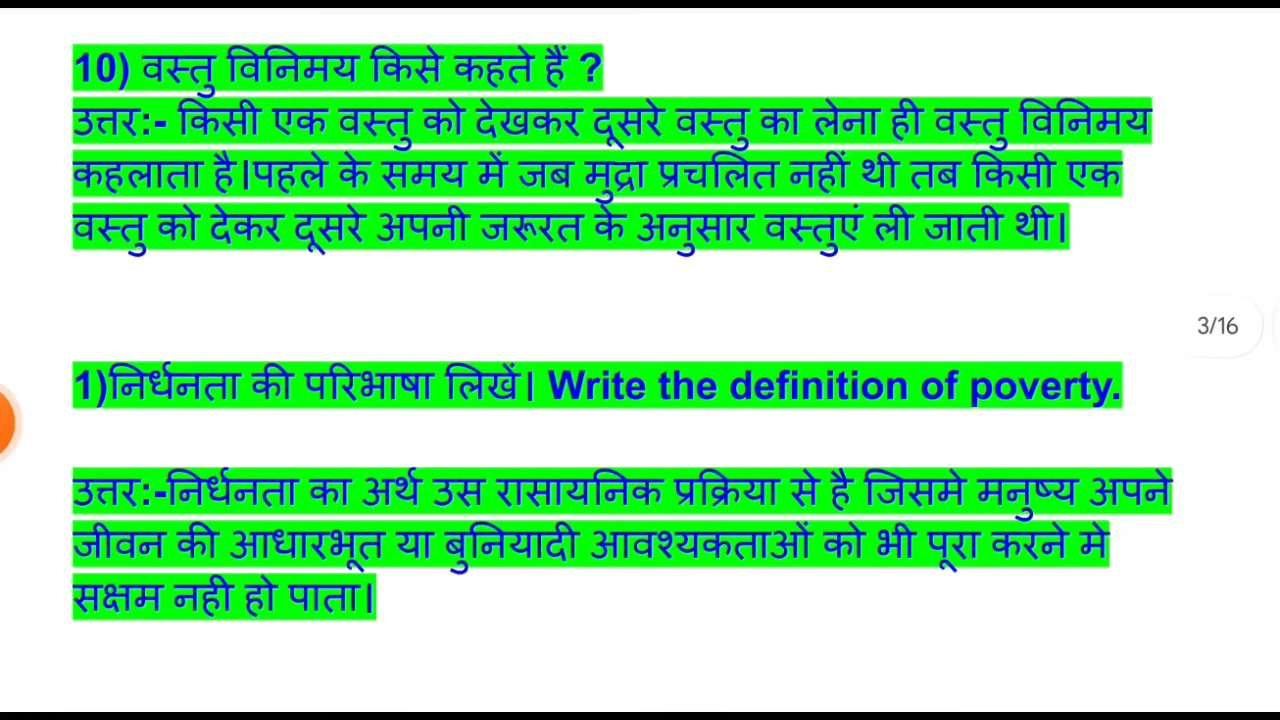 10) वस्तु विनिमय किसे कहते हैं ?
उत्तर:- किसी एक वस्तु को देखकर दूसरे वस्तु का लेना ही वस्तु विनिमय
कहलाता है।पहले के समय में जब मुद्रा प्रचलित नहीं थी तब किसी एक
वस्तु को देकर दूसरे अपनी जरूरत के अनुसार वस्तुएं ली जाती थी।
3/16
1)निर्धनता की परिभाषा लिखें। Write the definition of poverty.
उत्तर:-निर्धनता का अर्थ उस रासायनिक प्रक्रिया से है जिसमे मनुष्य अपने
जीवन की आधारभूत या बुनियादी आवश्यकताओं को भी पूरा करने मे
सक्षम नही हो पाता।